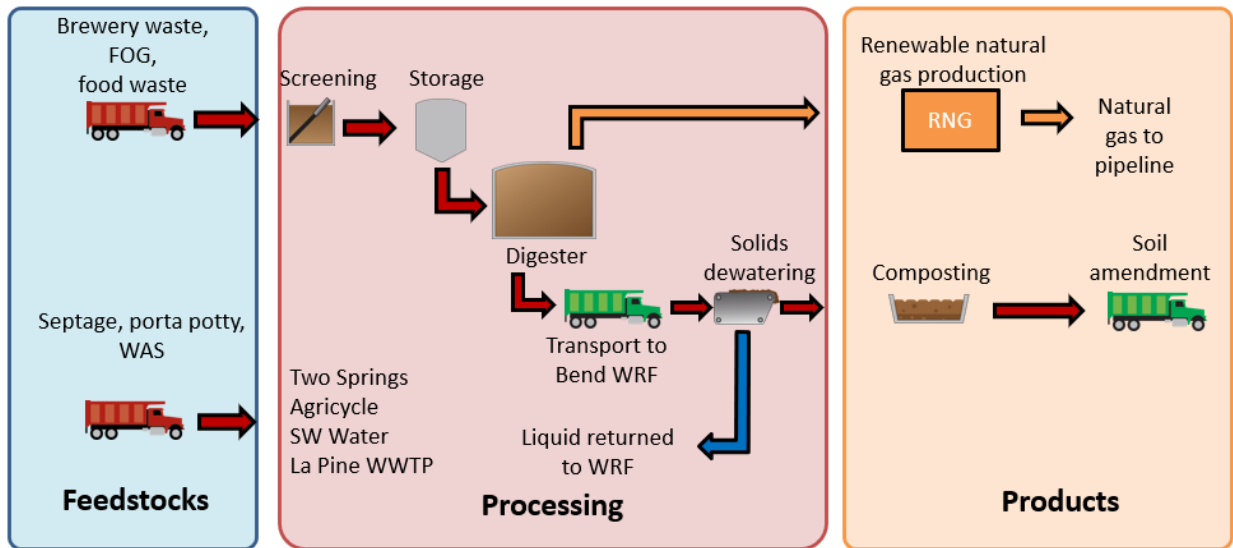 Brewery waste,
FOG,
food waste
Septage, porta potty,
WAS
Feedstocks
Screening
Storage
Digester
Solids
dewatering
Transport to
Bend WRF
Two Springs
Agricycle
SW Water
La Pine WWTP
Liquid returned
to WRF
Processing
Renewable natural
gas production
RNG
Natural
gas to
pipeline
Composting
Soil
amendment
Products